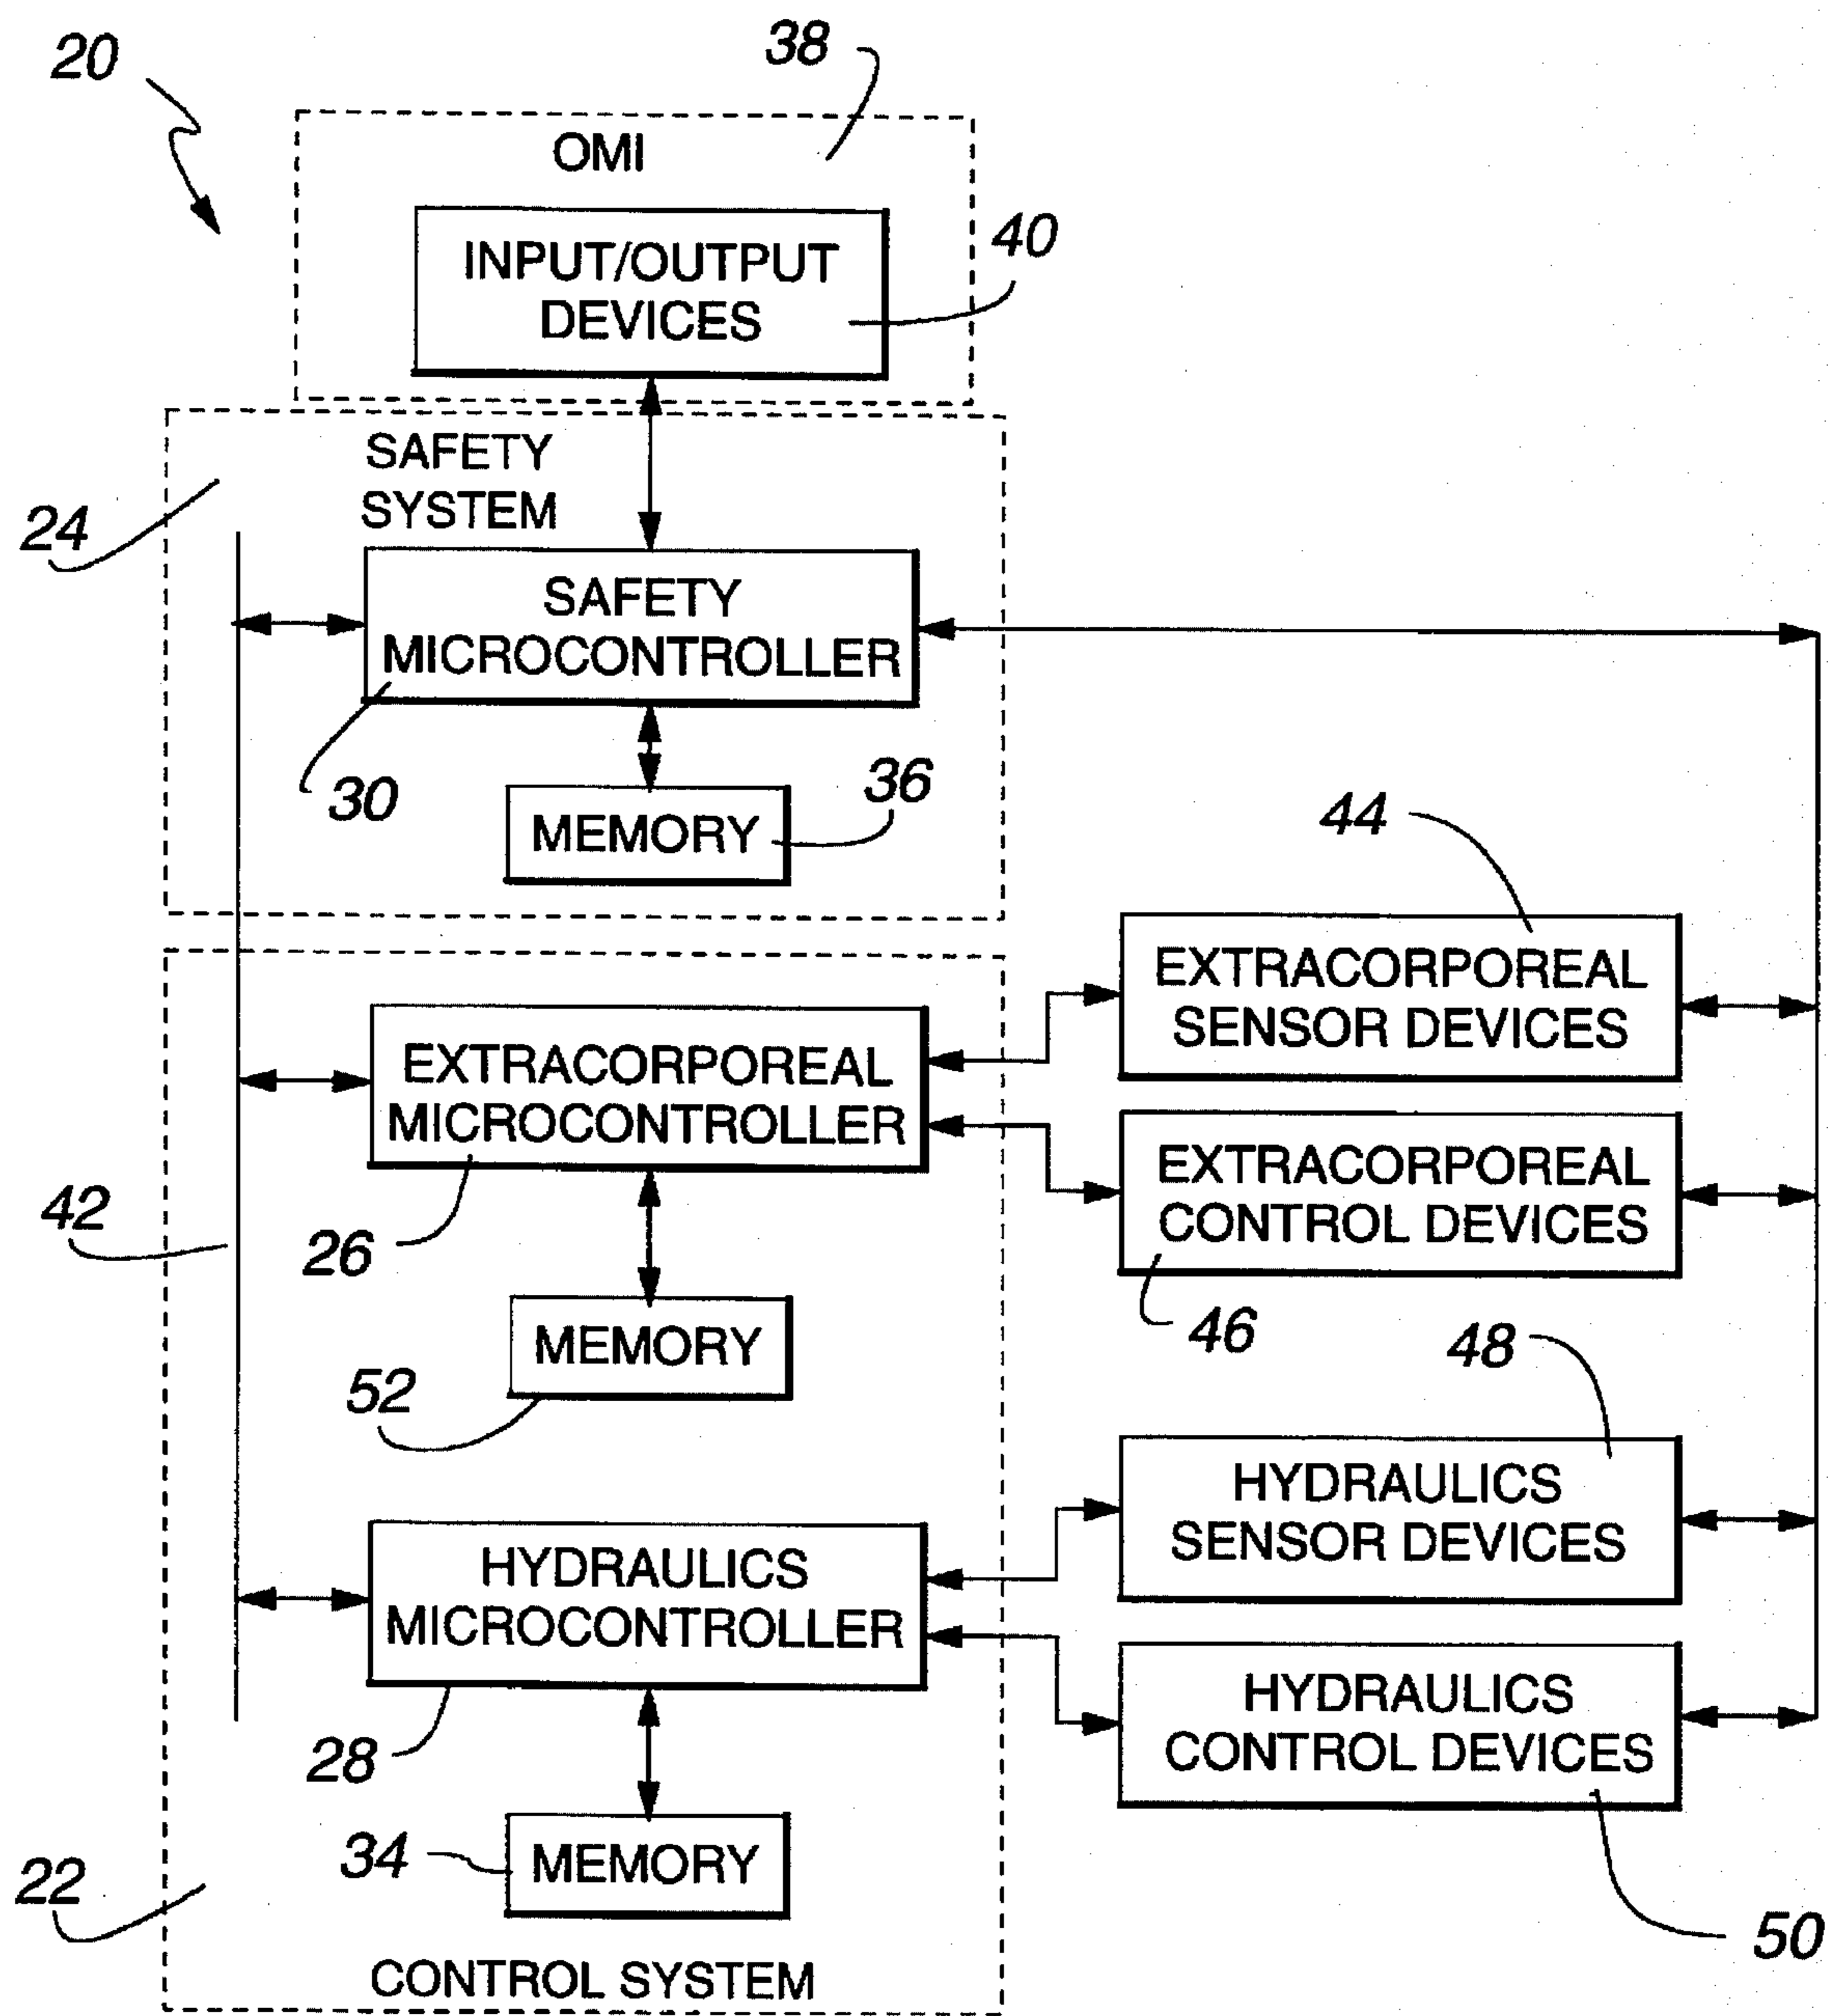 20
38
OMI
INPUT/OUTPUT
DEVICES
40
SAFETY
SYSTEM
24
SAFETY
MICROCONTROLLER
30
MEMORY
36
44
EXTRACORPOREAL
SENSOR DEVICES
EXTRACORPOREAL
MICROCONTROLLER
26
EXTRACORPOREAL
CONTROL DEVICES
46
42
MEMORY
52
48
HYDRAULICS
SENSOR DEVICES
HYDRAULICS
MICROCONTROLLER
28
HYDRAULICS
CONTROL DEVICES
50
34
MEMORY
22
CONTROL SYSTEM